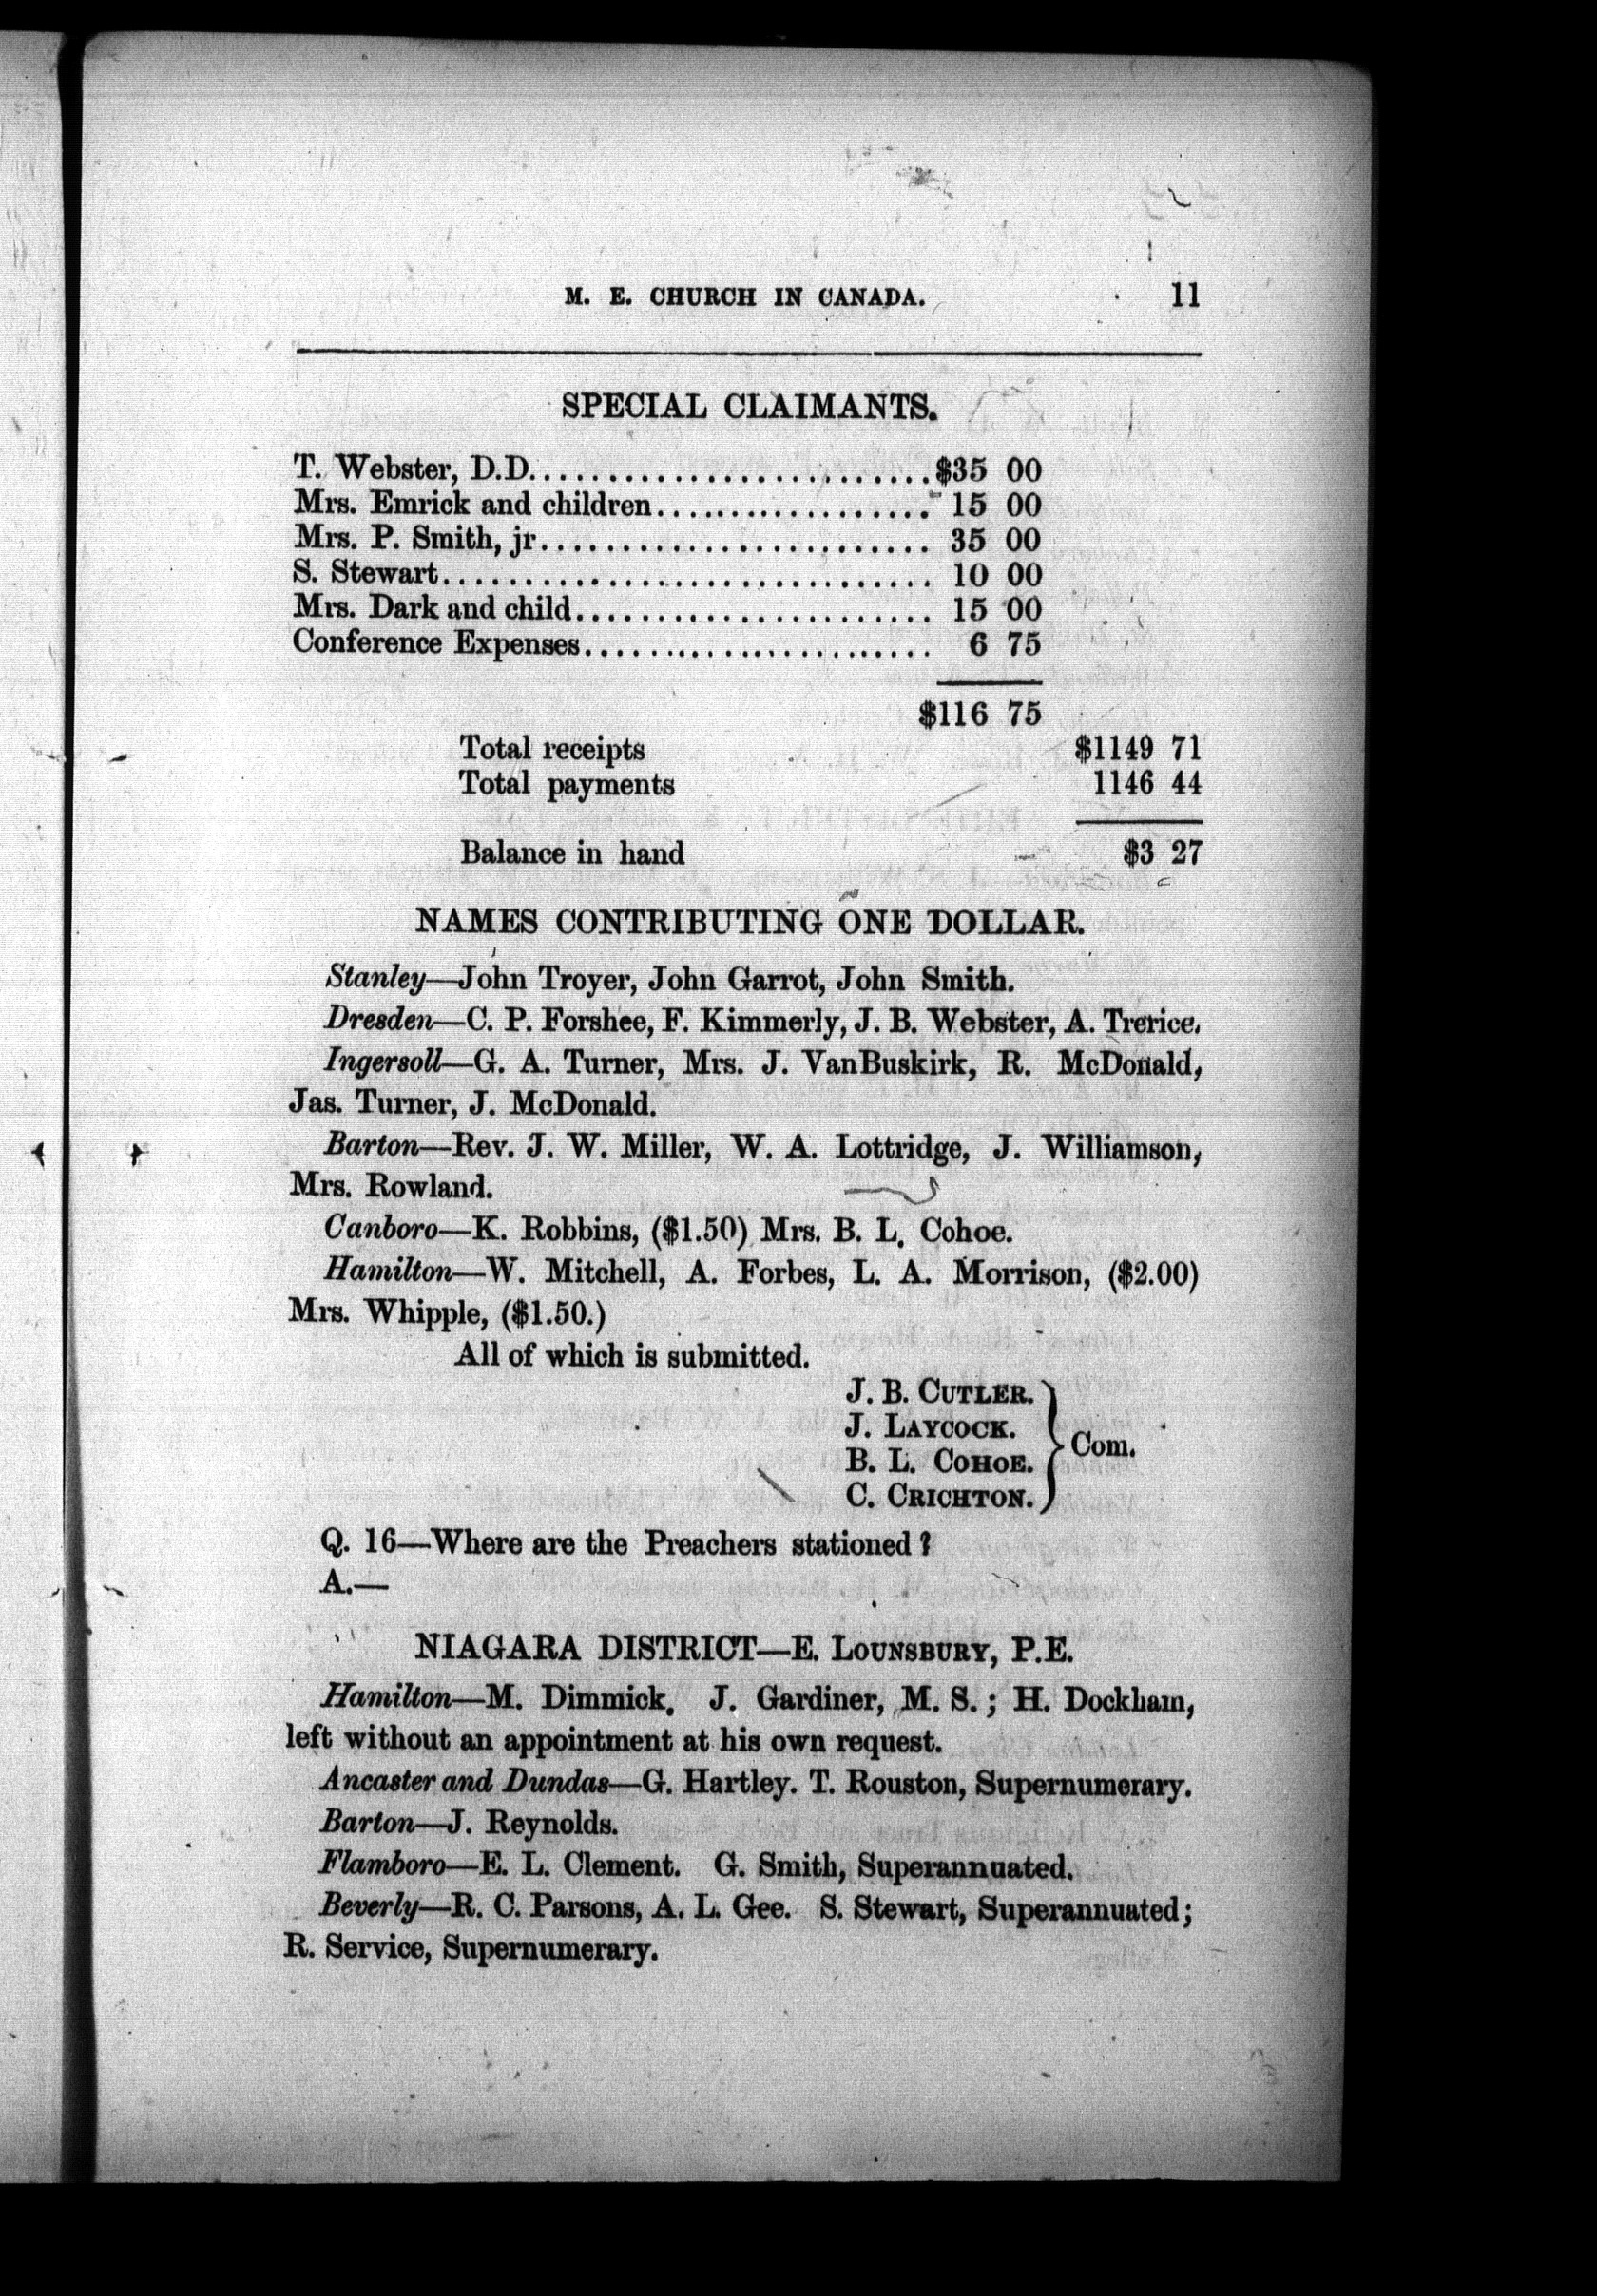 M. E. CHURCH IN CANADA. 11
SPECIAL CLAIMANTS.
T. Webster, D.D..........................$35 00
Mrs. Emrick and children.................. 15 00
Mrs. P. Smith, jr........................ 35 00
S. Stewart.............................. 10 00
Mrs. Dark and child...................... 15 00
Conference Expenses...................... 6 75
$116 75
Total receipts $1149 71
Total payments 1146 44
Balance in hand $3 27
NAMES CONTRIBUTING ONE DOLLAR.
Stanley—John Troyer, John Garrot, John Smith.
Dresden—C. P. Forshee, F. Kimmerly, J. B. Webster, A. Trerice.
Ingersoll—G. A. Turner, Mrs. J. VanBuskirk, R. McDonald,
Jas. Turner, J. McDonald.
Barton—Rev. J. W. Miller, W. A. Lottridge, J. Williamson,
Mrs. Rowland.
Canboro—K. Robbins, ($1.50) Mrs. B. L. Cohoe.
Hamilton—W. Mitchell, A. Forbes, L. A. Morrison, ($2.00)
Mrs. Whipple, ($1.50.)
All of which is submitted.
J. B. CUTLER.
J. LAYCOCK.
B. L. COHOE.
C. CRICHTON.
Com.
Q. 16—Where are the Preachers stationed?
A.—
NIAGARA DISTRICT—E. LOUNSBURY, P.E.
Hamilton—M. Dimmick. J. Gardiner, M. S.; H. Dockham,
left without an appointment at his own request.
Ancaster and Dundas—G. Hartley. T. Rouston, Supernumerary.
Barton—J. Reynolds.
Flamboro—E. L. Clement. G. Smith, Superannuated.
Beverly—R. C. Parsons, A. L. Gee. S. Stewart, Superannuated;
R. Service, Supernumerary.